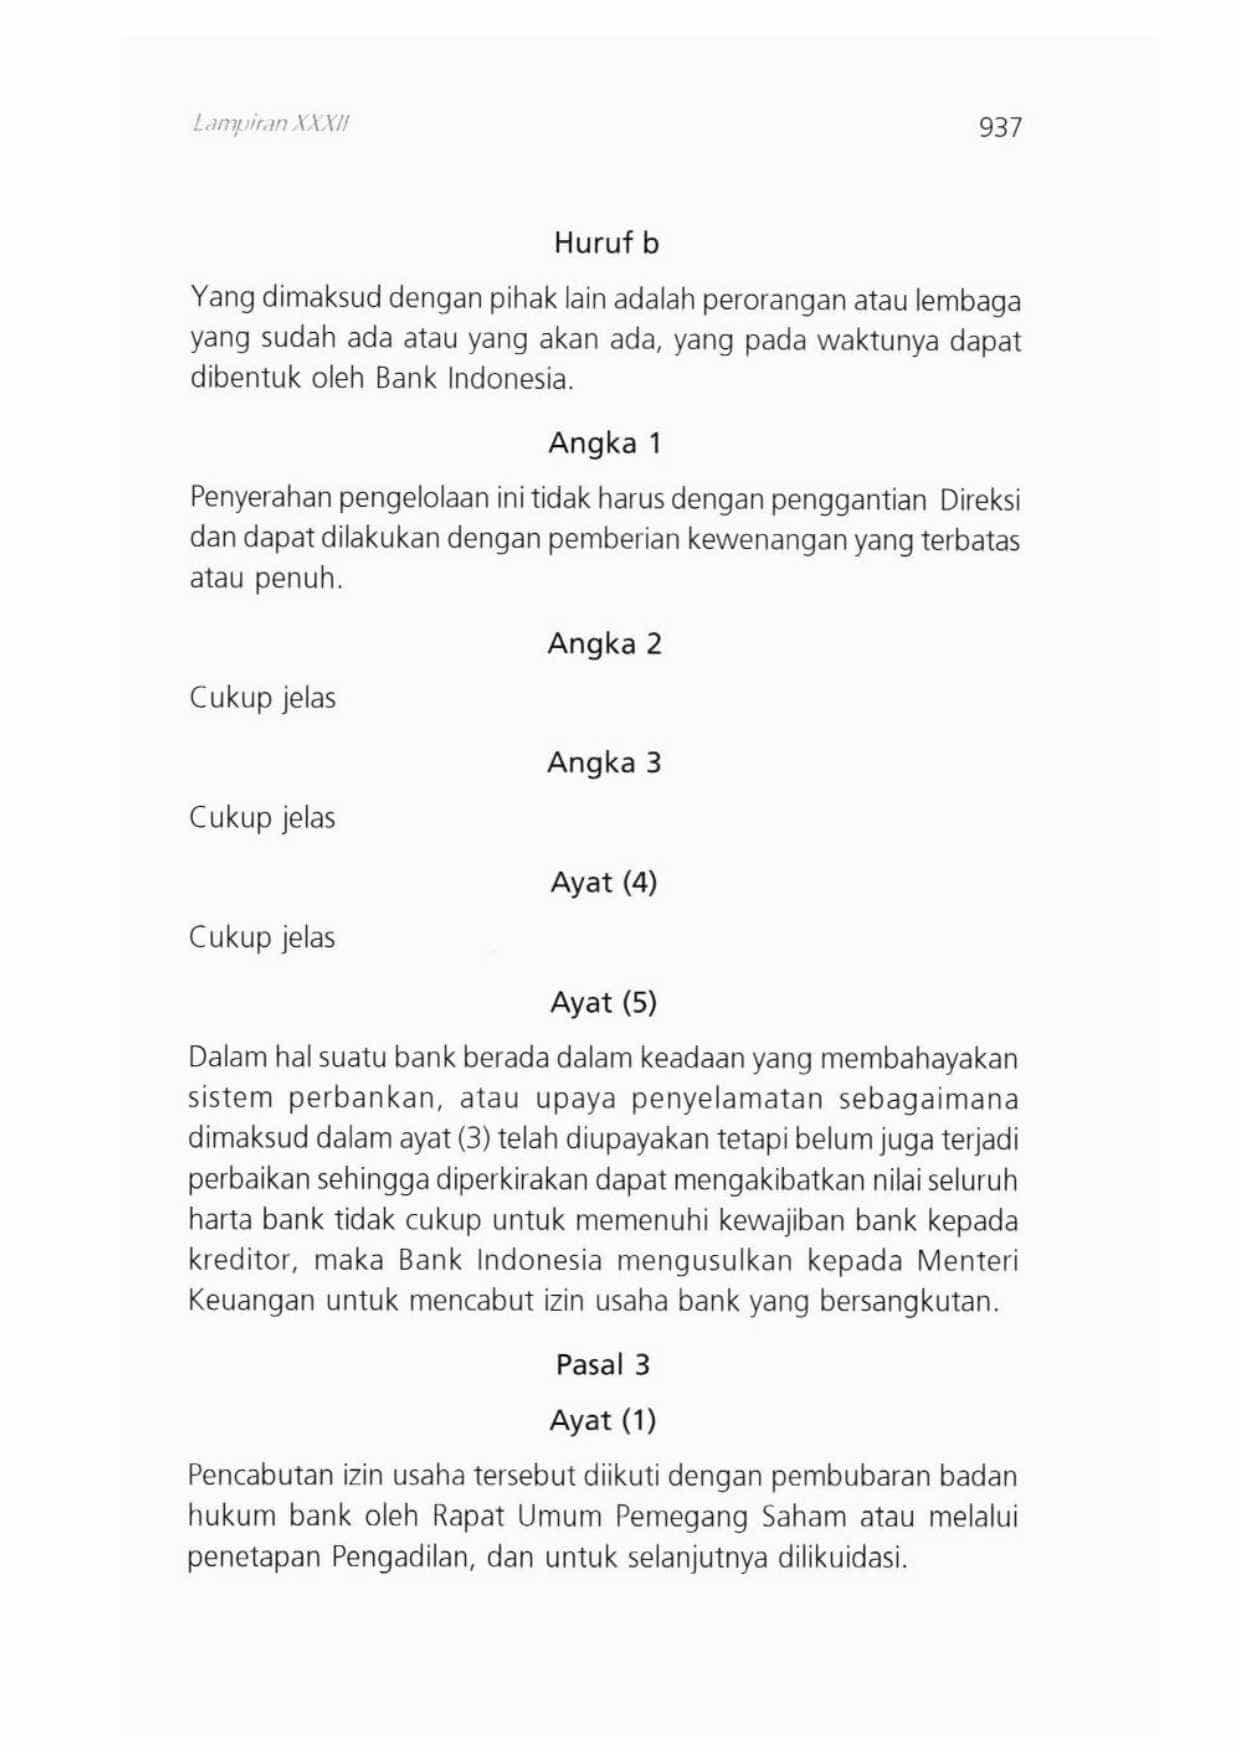 Lampiran XXXII
937
Huruf b
Yang dimaksud dengan pihak lain adalah perorangan atau lembaga
yang sudah ada atau yang akan ada, yang pada waktunya dapat
dibentuk oleh Bank Indonesia.
Angka 1
Penyerahan pengelolaan ini tidak harus dengan penggantian Direksi
dan dapat dilakukan dengan pemberian kewenangan yang terbatas
atau penuh.
Angka 2
Cukup jelas
Angka 3
Cukup jelas
Ayat (4)
Cukup jelas
Ayat (5)
Dalam hal suatu bank berada dalam keadaan yang membahayakan
sistem perbankan, atau upaya penyelamatan sebagaimana
dimaksud dalam ayat (3) telah diupayakan tetapi belum juga terjadi
perbaikan sehingga diperkirakan dapat mengakibatkan nilai seluruh
harta bank tidak cukup untuk memenuhi kewajiban bank kepada
kreditor, maka Bank Indonesia mengusulkan kepada Menteri
Keuangan untuk mencabut izin usaha bank yang bersangkutan.
Pasal 3
Ayat (1)
Pencabutan izin usaha tersebut diikuti dengan pembubaran badan
hukum bank oleh Rapat Umum Pemegang Saham atau melalui
penetapan Pengadilan, dan untuk selanjutnya dilikuidasi.